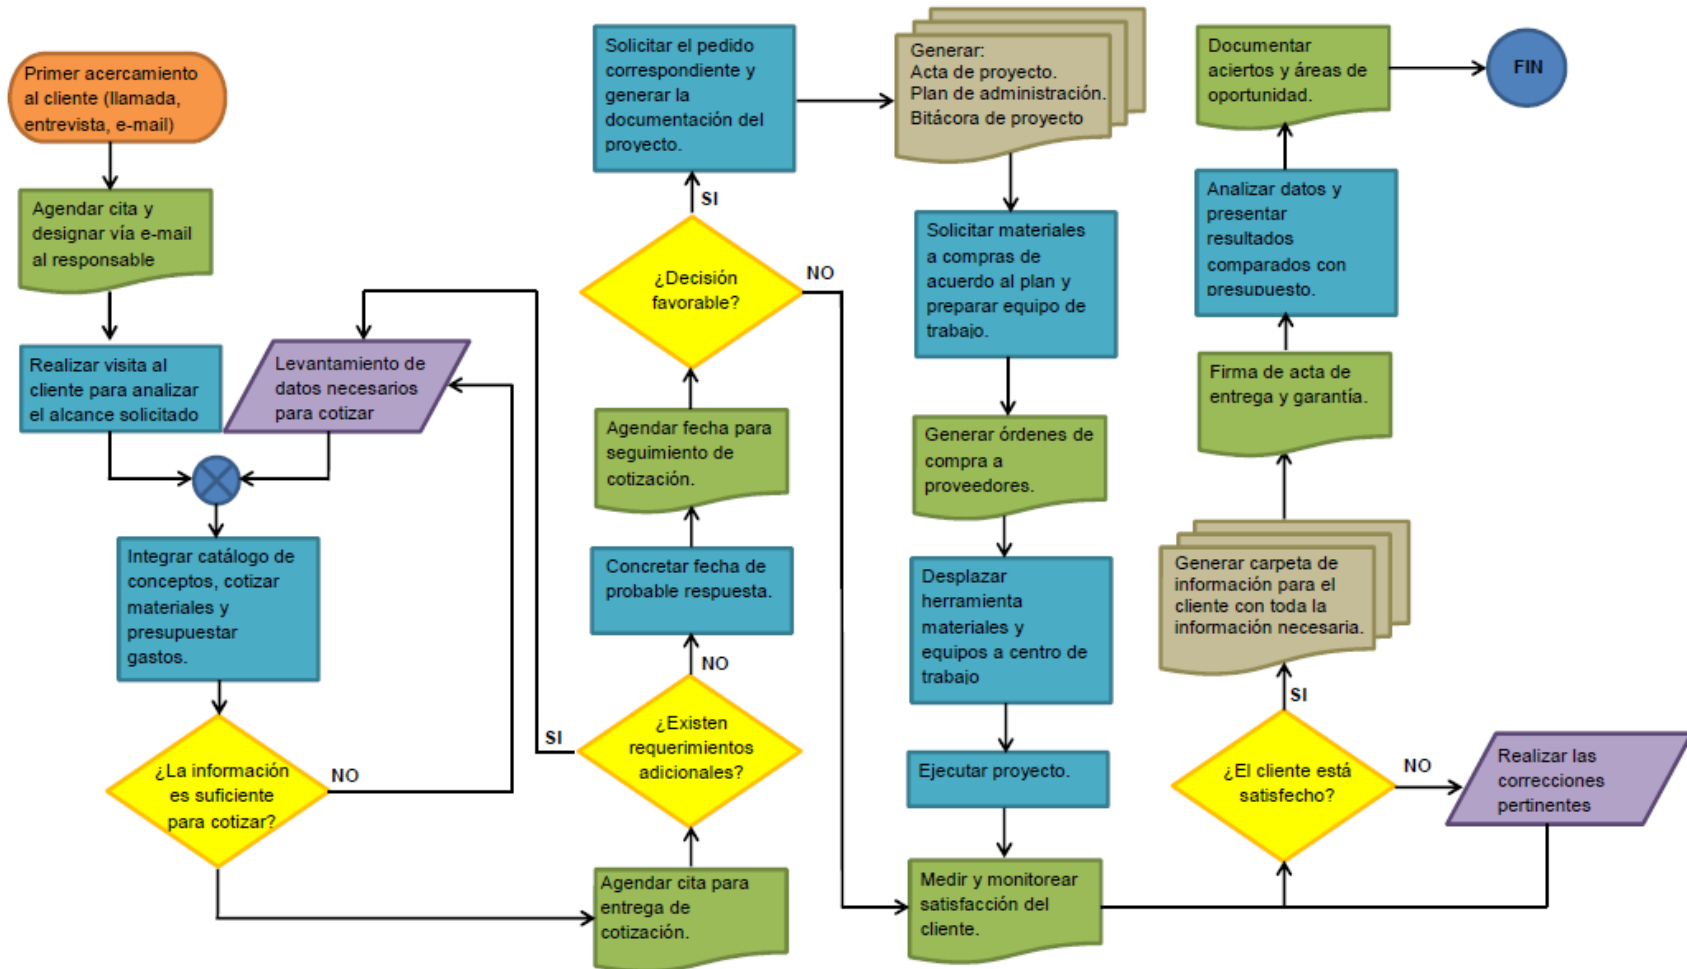 Primer acercamiento
al cliente (llamada,
entrevista, e-mail)
Agendar cita y
designar vía e-mail
al responsable
Realizar visita al
cliente para analizar
el alcance solicitado
Levantamiento de
datos necesarios
para cotizar
Integrar catálogo de
conceptos, cotizar
materiales y
presupuestar
gastos.
¿La información
es suficiente
para cotizar?
NO
Agendar cita para
entrega de
cotización.
¿Existen
requerimientos
adicionales?
SI
NO
Concretar fecha de
probable respuesta.
Agendar fecha para
seguimiento de
cotización.
¿Decisión
favorable?
NO
SI
Solicitar el pedido
correspondiente y
generar la
documentación del
proyecto.
Generar:
Acta de proyecto.
Plan de administración.
Bitácora de proyecto
Solicitar materiales
a compras de
acuerdo al plan y
preparar equipo de
trabajo.
Generar órdenes de
compra a
proveedores.
Desplazar
herramienta
materiales y
equipos a centro de
trabajo
Ejecutar proyecto.
Medir y monitorear
satisfacción del
cliente.
¿El cliente está
satisfecho?
NO
Realizar las
correcciones
pertinentes
SI
Generar carpeta de
información para el
cliente con toda la
información necesaria.
Firma de acta de
entrega y garantía.
Analizar datos y
presentar
resultados
comparados con
presupuesto.
Documentar
aciertos y áreas de
oportunidad.
FIN